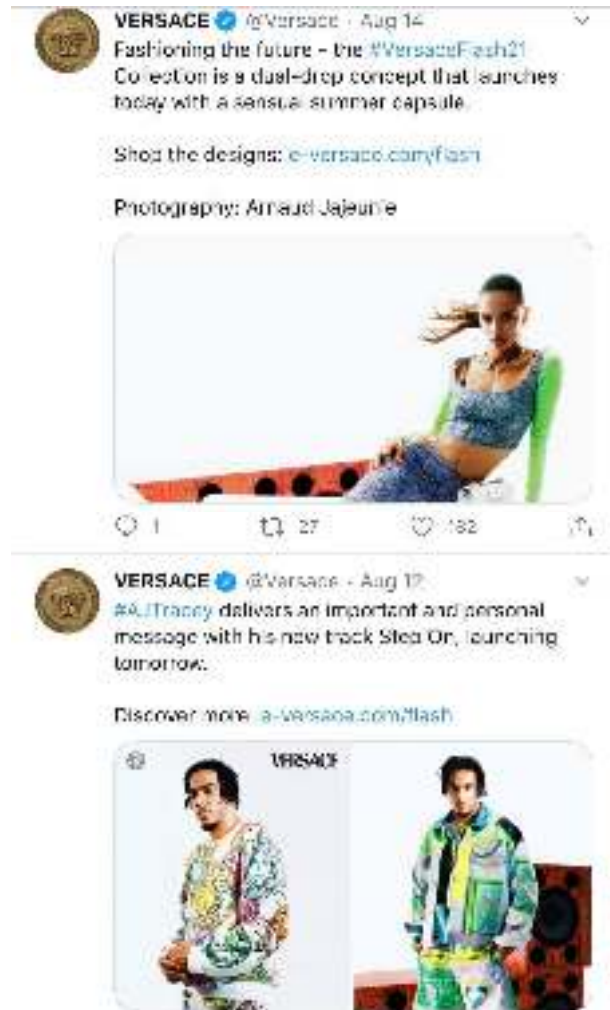 VERSACE @Versace · Aug 14
Fashioning the future – the #VersaceFlash21
Collection is a dual-drop concept that launches
today with a sensual summer capsule.
Shop the designs: e-versace.com/flash
Photography: Arnaud Lajeunie
1 27 182
VERSACE @Versace · Aug 12
#AJTracey delivers an important and personal
message with his new track Step On, launching
tomorrow.
Discover more: e-versace.com/flash
VERSACE